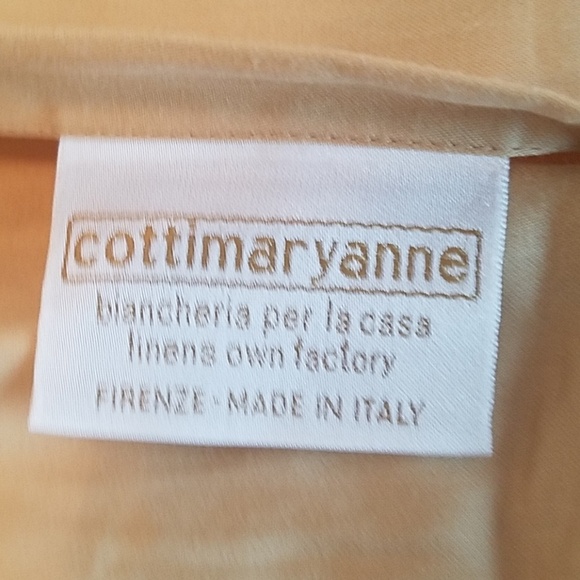 cottimaryanne
biancheria per la casa
linens own factory
FIRENZE - MADE IN ITALY